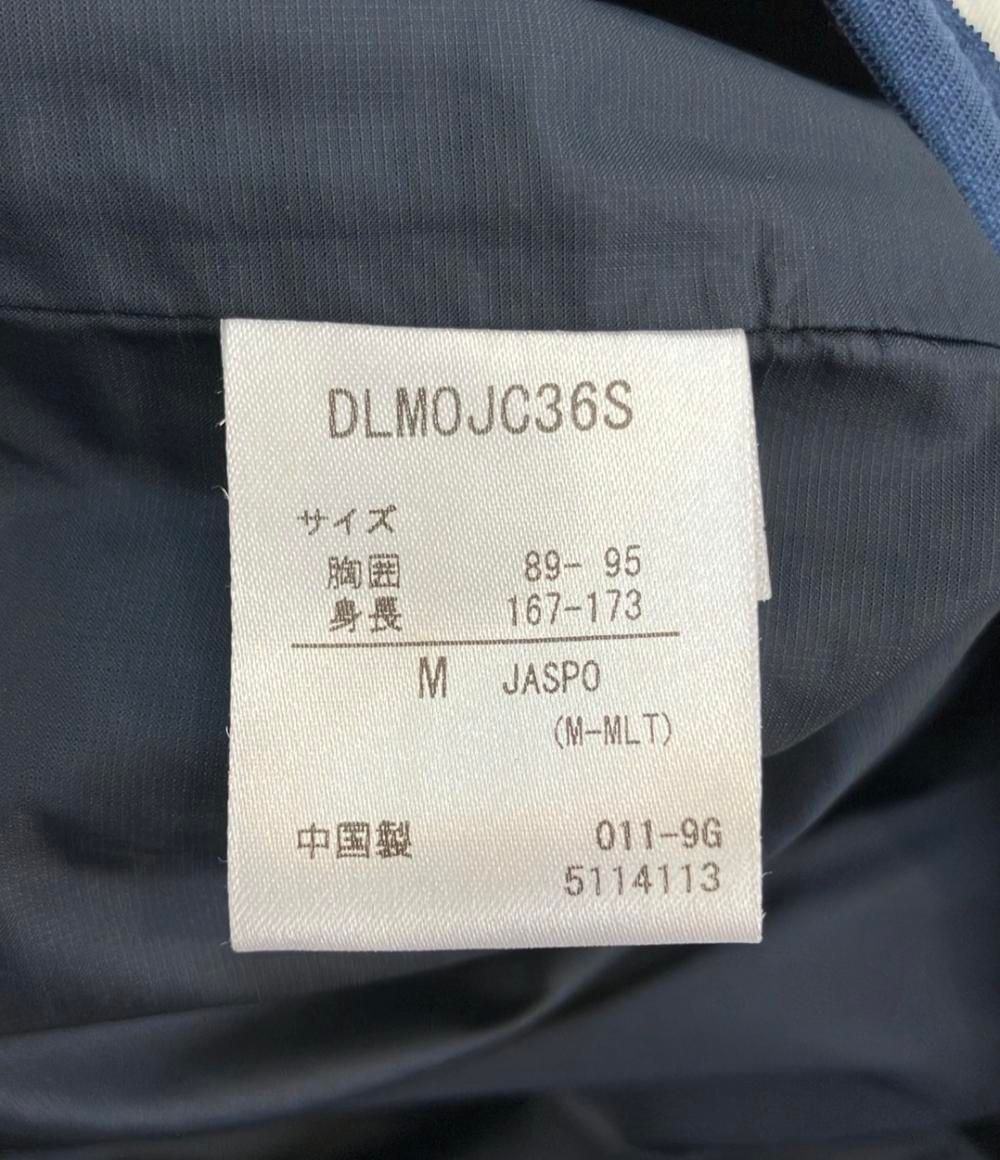 DLMOJC36S
サイズ
胸囲 89- 95
身長 167-173
M JASPO
(M-MLT)
中国製 011-9G
5114113